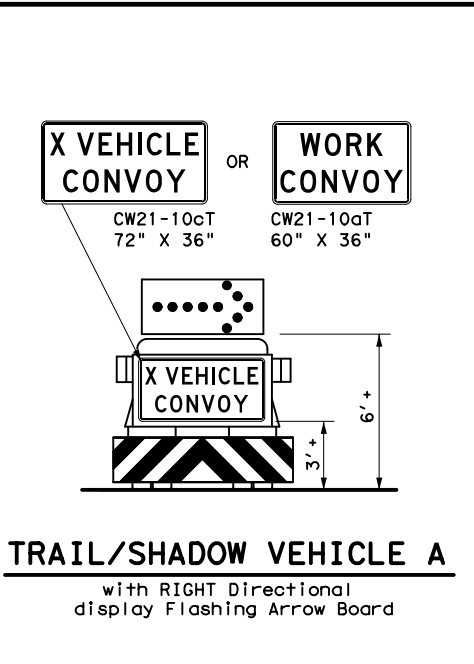 X VEHICLE
CONVOY
OR
WORK
CONVOY
CW21-10cT
72" X 36"
CW21-10aT
60" X 36"
X VEHICLE
CONVOY
6'+
3'+
TRAIL/SHADOW VEHICLE A
with RIGHT Directional
display Flashing Arrow Board